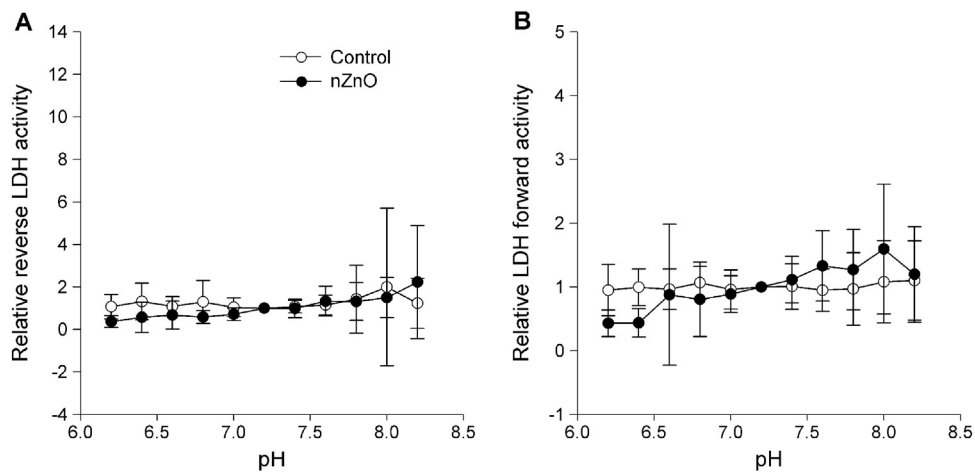 A
Relative reverse LDH activity
14
12
10
8
6
4
2
0
-2
-4
6.0 6.5 7.0 7.5 8.0 8.5
pH
Control
nZnO
B
Relative LDH forward activity
5
4
3
2
1
0
-1
6.0 6.5 7.0 7.5 8.0 8.5
pH